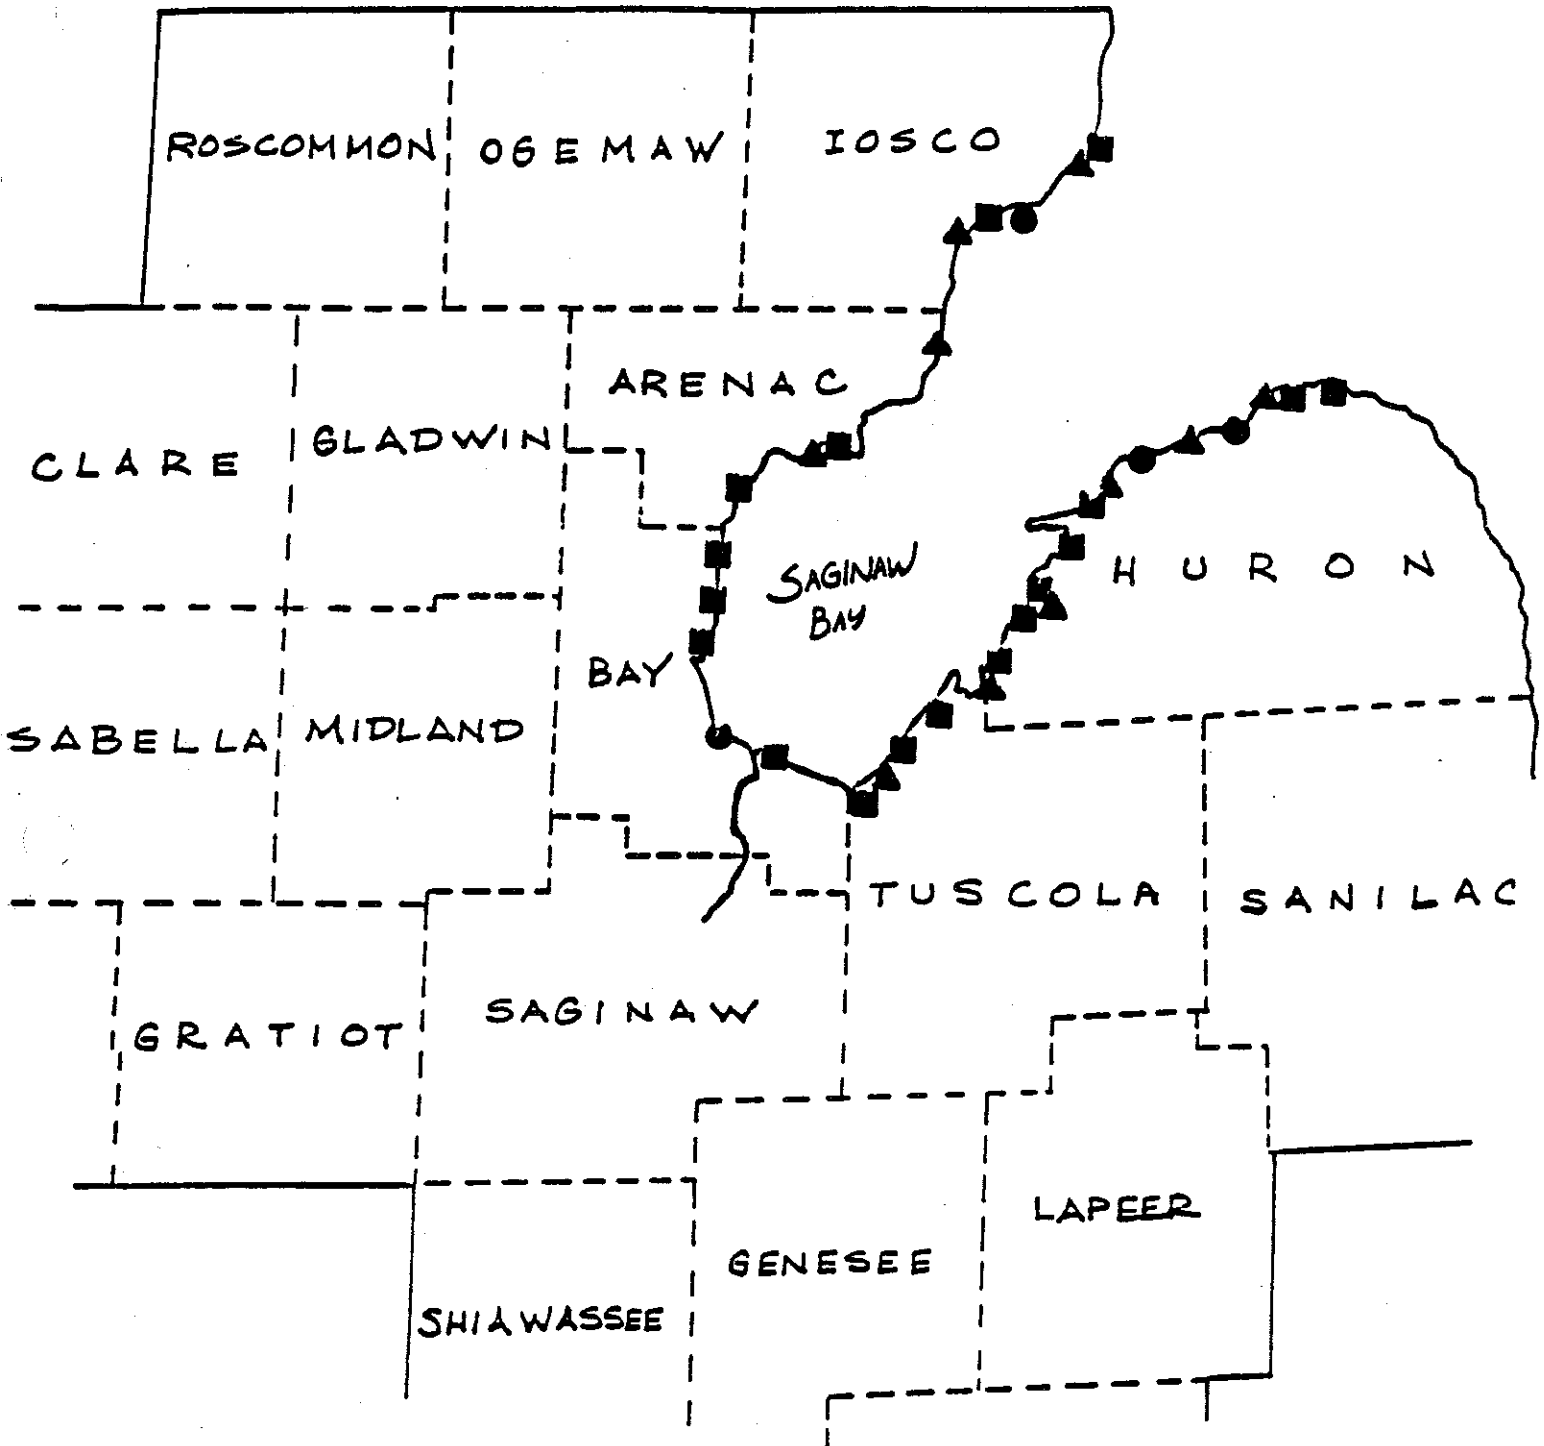 ROSCOMMON
OGEMAW
IOSCO
ARENAC
CLARE
GLADWIN
SAGINAW
BAY
HURON
BAY
SABELLA
MIDLAND
TUSCOLA
SANILAC
GRATIOT
SAGINAW
LAPEER
GENESEE
SHIAWASSEE